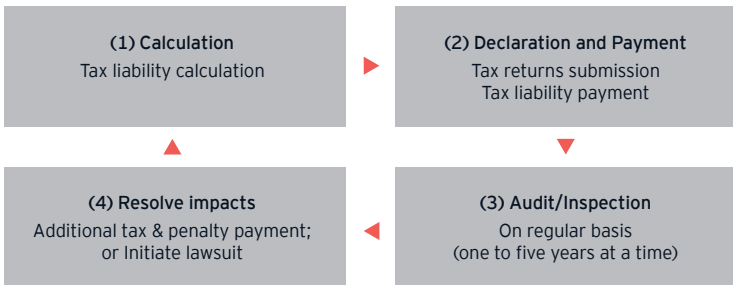 (1) Calculation
Tax liability calculation
(2) Declaration and Payment
Tax returns submission
Tax liability payment
(3) Audit/Inspection
On regular basis
(one to five years at a time)
(4) Resolve impacts
Additional tax & penalty payment;
or Initiate lawsuit